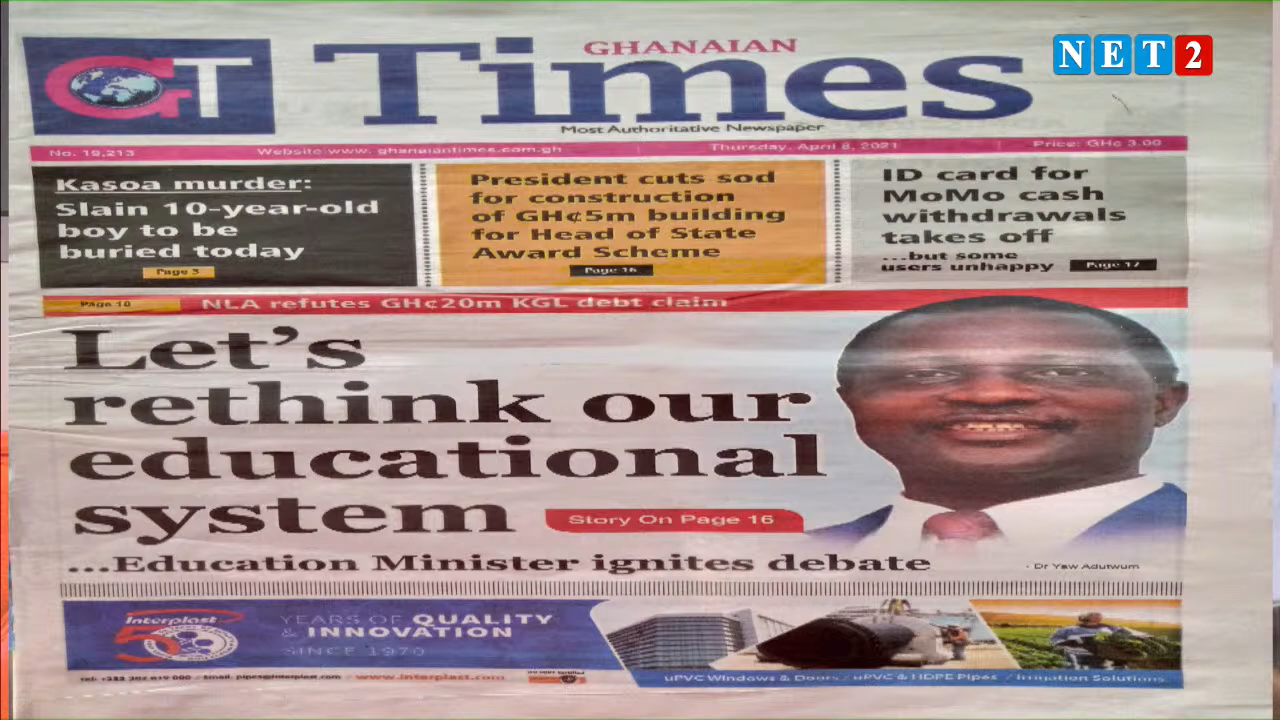 NET2
GT
GHANAIAN
Times
Most Authoritative Newspaper
No. 19,213 Website:www. ghanaiantimes.com.gh Thursday, April 8, 2021 Price: GH¢ 3.00
Kasoa murder:
Slain 10-year-old
boy to be
buried today
Page 3
President cuts sod
for construction
of GH¢5m building
for Head of State
Award Scheme
Page 16
ID card for
MoMo cash
withdrawals
takes off
...but some
users unhappy Page 17
Page 10 NLA refutes GH¢20m KGL debt claim
Let's
rethink our
educational
system
Story On Page 16
...Education Minister ignites debate
- Dr Yaw Adutwum
Interplast
50
YEARS OF QUALITY
& INNOVATION
SINCE 1970
Email: pipes@interplast.com / www.interplast.com
uPVC Windows & Doors / uPVC & HDPE Pipes / Irrigation Solutions